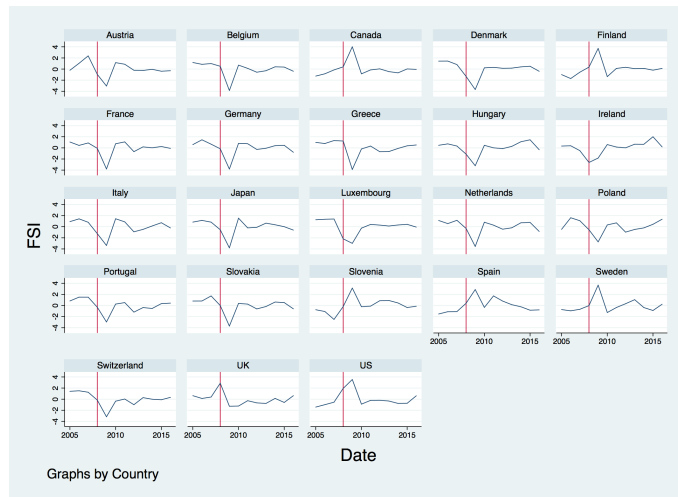 Austria Belgium Canada Denmark Finland
4
2
0
-2
-4
France Germany Greece Hungary Ireland
4
2
0
-2
-4
Italy Japan Luxembourg Netherlands Poland
4
2
0
-2
-4
FSI
Portugal Slovakia Slovenia Spain Sweden
4
2
0
-2
-4
2005 2010 2015 2005 2010 2015
Switzerland UK US
4
2
0
-2
-4
2005 2010 2015 2005 2010 2015 2005 2010 2015
Date
Graphs by Country